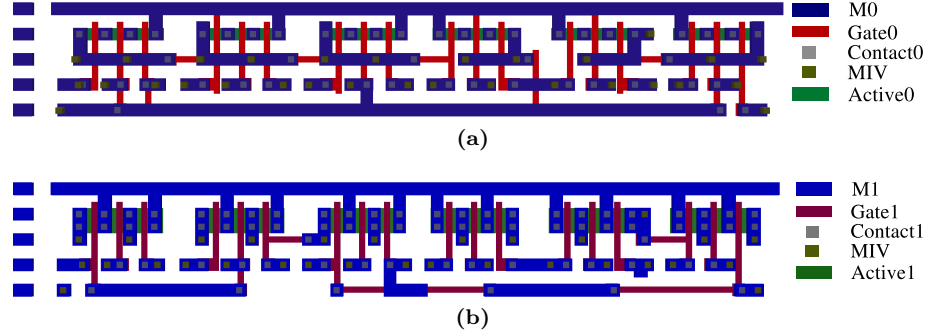 M0
Gate0
Contact0
MIV
Active0
(a)
M1
Gate1
Contact1
MIV
Active1
(b)